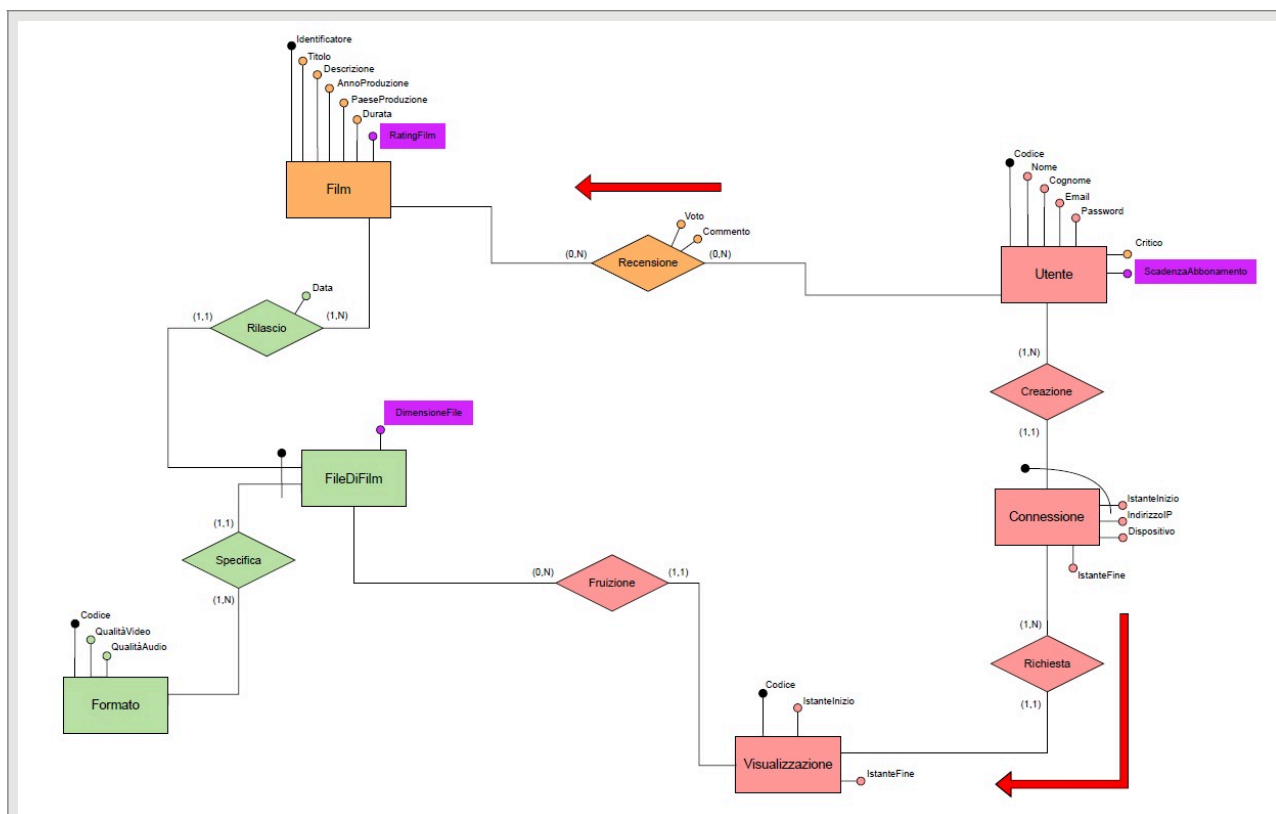 Identificatore
Titolo
Descrizione
AnnoProduzione
PaeseProduzione
Durata
RatingFilm
Film
Codice
Nome
Cognome
Email
Password
Critico
ScadenzaAbbonamento
Utente
Voto
Commento
(0,N) Recensione (0,N)
Data
(1,1) Rilascio (1,N)
(1,N)
Creazione
(1,1)
DimensioneFile
FileDiFilm
IstanteInizio
IndirizzoIP
Dispositivo
Connessione
IstanteFine
(1,1)
Specifica
(1,N)
(0,N) Fruizione (1,1)
(1,N)
Richiesta
(1,1)
Codice
QualitàVideo
QualitàAudio
Formato
Codice
IstanteInizio
Visualizzazione
IstanteFine